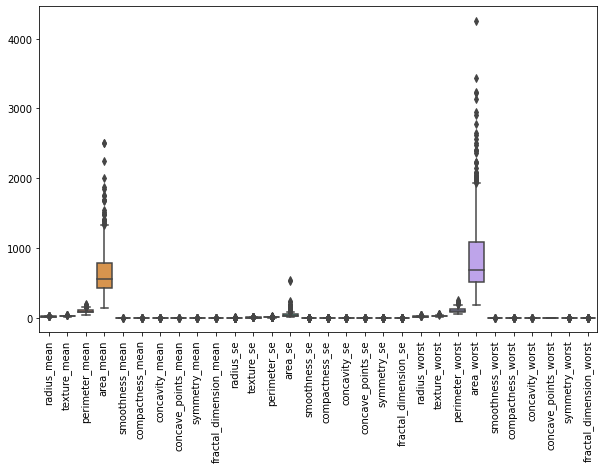 4000
3000
2000
1000
0
radius_mean
texture_mean
perimeter_mean
area_mean
smoothness_mean
compactness_mean
concavity_mean
concave_points_mean
symmetry_mean
fractal_dimension_mean
radius_se
texture_se
perimeter_se
area_se
smoothness_se
compactness_se
concavity_se
concave_points_se
symmetry_se
fractal_dimension_se
radius_worst
texture_worst
perimeter_worst
area_worst
smoothness_worst
compactness_worst
concavity_worst
concave_points_worst
symmetry_worst
fractal_dimension_worst